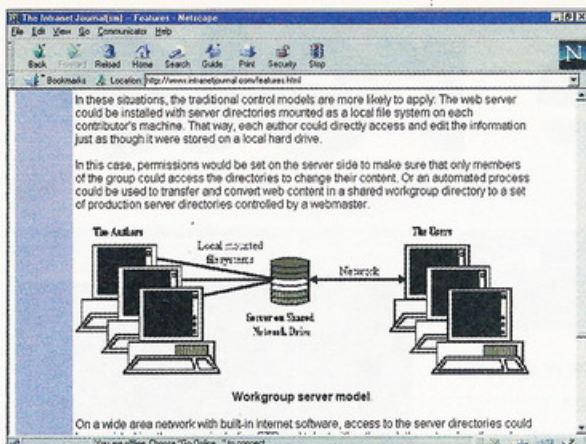 The Intranet Journal(sm) -- Features - Netscape
File Edit View Go Communicator Help
Back Forward Reload Home Search Guide Print Security Stop
Bookmarks Location: http://www.intranetjournal.com/features.html
In these situations, the traditional control models are more likely to apply. The web server
could be installed with server directories mounted as a local file system on each
contributor's machine. That way, each author could directly access and edit the information
just as though it were stored on a local hard drive.
In this case, permissions would be set on the server side to make sure that only members
of the group could access the directories to change their content. Or an automated process
could be used to transfer and convert web content in a shared workgroup directory to a set
of production server directories controlled by a webmaster.
The Authors
Local mounted
filesystems
Network
The Users
Server on Shared
Network Drive
Workgroup server model.
On a wide area network with built-in internet software, access to the server directories could
You are offline. Choose "Go Online..." to connect